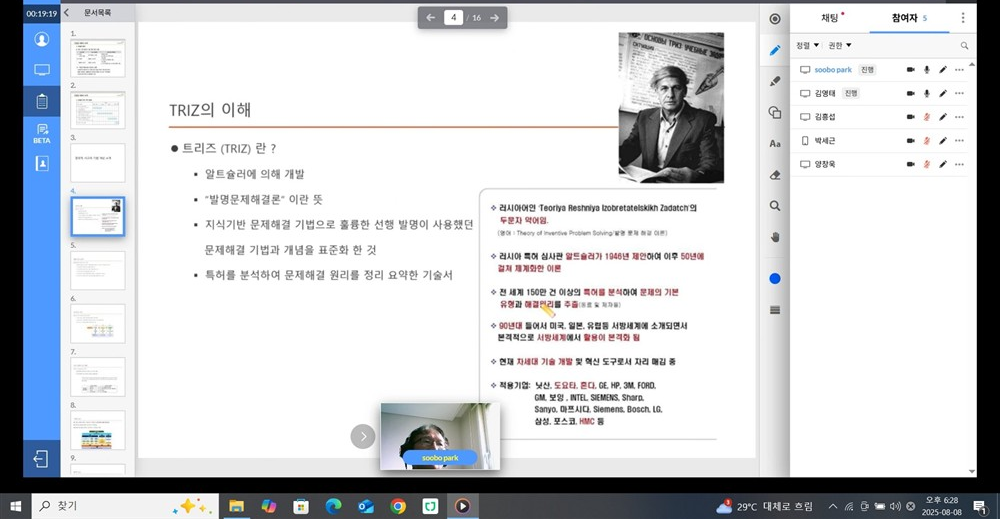 00:19:19
문서목록
4 / 16
채팅
참여자 5
정렬
권한
soobo park 진행
김영태 진행
김홍섭
박세근
양창욱
BETA
1.
2.
3.
4.
5.
6.
7.
8.
9.
TRIZ의 이해
● 트리즈 (TRIZ) 란 ?
▪ 알트슐러에 의해 개발
▪ "발명문제해결론" 이란 뜻
▪ 지식기반 문제해결 기법으로 훌륭한 선행 발명이 사용했던
문제해결 기법과 개념을 표준화 한 것
▪ 특허를 분석하여 문제해결 원리를 정리 요약한 기술서
❖ 러시아어인 'Teoriya Reshniya Izobretatelskikh Zadatch'의
두문자 약어임.
(영어 : Theory of Inventive Problem Solving/발명 문제 해결 이론)
❖ 러시아 특허 심사관 알트슐러가 1946년 제안하여 이후 50년에
걸쳐 체계화한 이론
❖ 전 세계 150만 건 이상의 특허를 분석하여 문제의 기본
유형과 해결원리를 추출
❖ 90년대 들어서 미국, 일본, 유럽등 서방세계에 소개되면서
본격적으로 서방세계에서 활용이 본격화 됨
❖ 현재 차세대 기술 개발 및 혁신 도구로서 자리 매김 중
❖ 적용기업: 닛산, 도요타, 혼다, GE, HP, 3M, FORD,
GM, 보잉, INTEL, SIEMENS, Sharp,
Sanyo, 마쯔시다, Siemens, Bosch, LG,
삼성, 포스코, HMC 등
Aa
soobo park
찾기
29°C 대체로 흐림
오후 6:28
2025-08-08